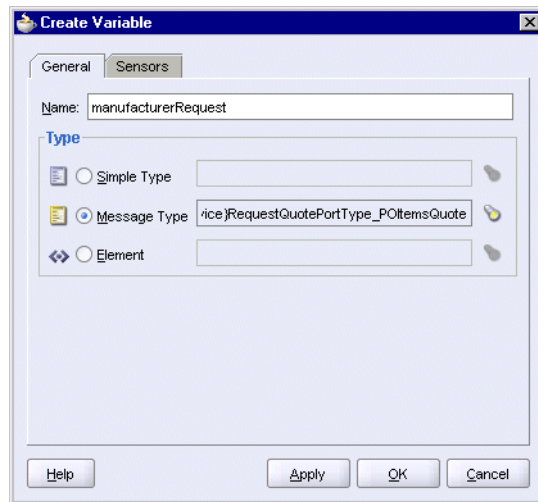 Create Variable
General Sensors
Name: manufacturerRequest
Type
Simple Type
Message Type vice}RequestQuotePortType_POItemsQuote
Element
Help Apply OK Cancel